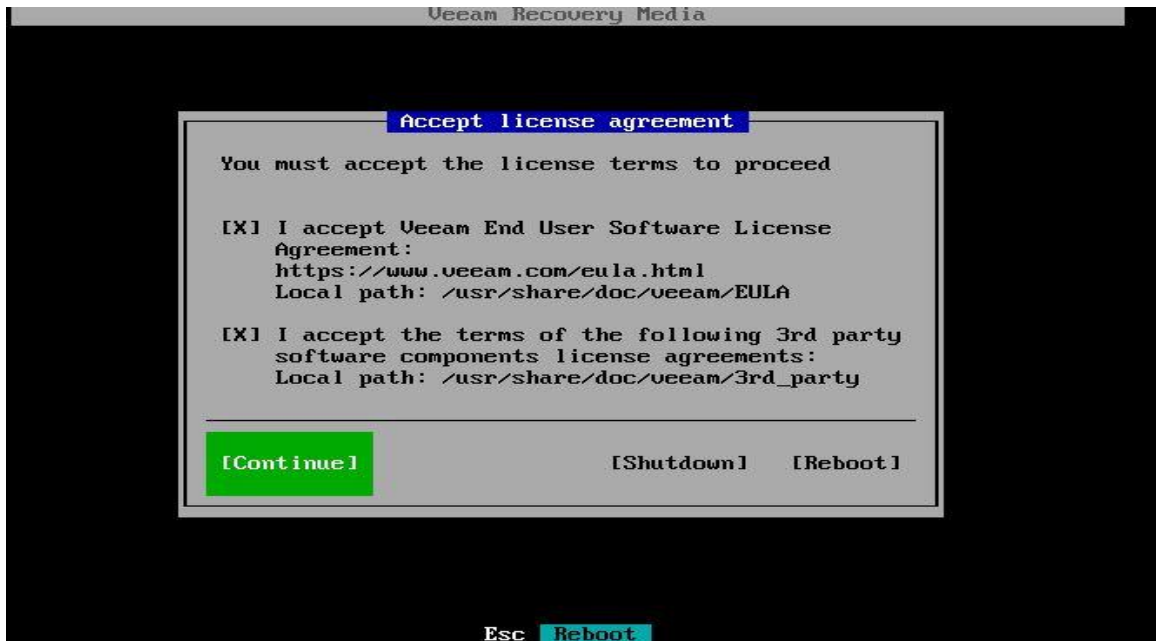 Veeam Recovery Media
Accept license agreement
You must accept the license terms to proceed
[X] I accept Veeam End User Software License
Agreement:
https://www.veeam.com/eula.html
Local path: /usr/share/doc/veeam/EULA
[X] I accept the terms of the following 3rd party
software components license agreements:
Local path: /usr/share/doc/veeam/3rd_party
[Continue] [Shutdown] [Reboot]
Esc Reboot